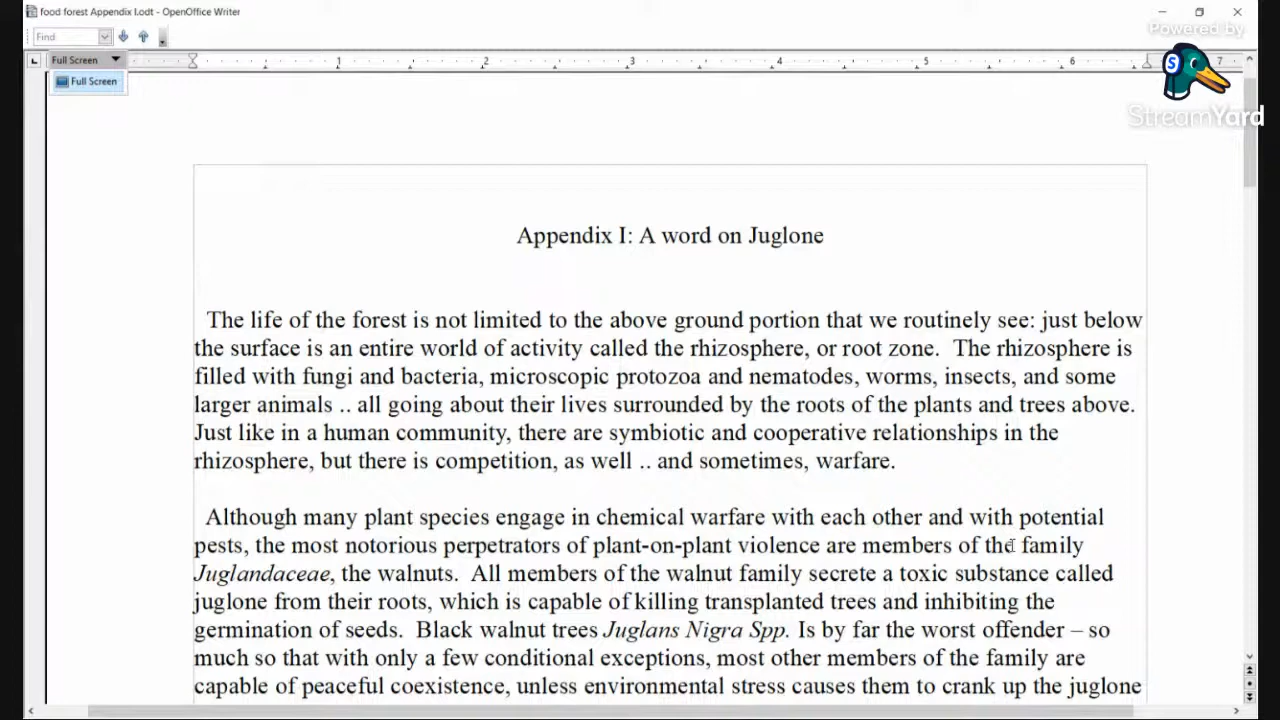 food forest Appendix I.odt - OpenOffice Writer
Find
Powered by
Full Screen
1 2 3 4 5 6 7
Full Screen
StreamYard
Appendix I: A word on Juglone
The life of the forest is not limited to the above ground portion that we routinely see: just below
the surface is an entire world of activity called the rhizosphere, or root zone.  The rhizosphere is
filled with fungi and bacteria, microscopic protozoa and nematodes, worms, insects, and some
larger animals .. all going about their lives surrounded by the roots of the plants and trees above.
Just like in a human community, there are symbiotic and cooperative relationships in the
rhizosphere, but there is competition, as well .. and sometimes, warfare.
Although many plant species engage in chemical warfare with each other and with potential
pests, the most notorious perpetrators of plant-on-plant violence are members of the family
Juglandaceae, the walnuts.  All members of the walnut family secrete a toxic substance called
juglone from their roots, which is capable of killing transplanted trees and inhibiting the
germination of seeds.  Black walnut trees Juglans Nigra Spp. Is by far the worst offender – so
much so that with only a few conditional exceptions, most other members of the family are
capable of peaceful coexistence, unless environmental stress causes them to crank up the juglone